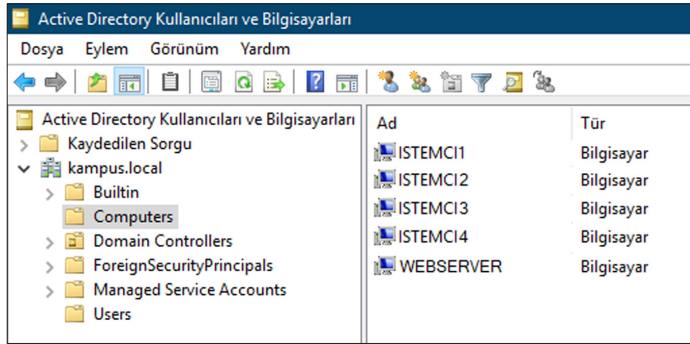 Active Directory Kullanıcıları ve Bilgisayarları
Dosya Eylem Görünüm Yardım
Active Directory Kullanıcıları ve Bilgisayarları
Kaydedilen Sorgu
kampus.local
Builtin
Computers
Domain Controllers
ForeignSecurityPrincipals
Managed Service Accounts
Users
Ad Tür
ISTEMCI1 Bilgisayar
ISTEMCI2 Bilgisayar
ISTEMCI3 Bilgisayar
ISTEMCI4 Bilgisayar
WEBSERVER Bilgisayar